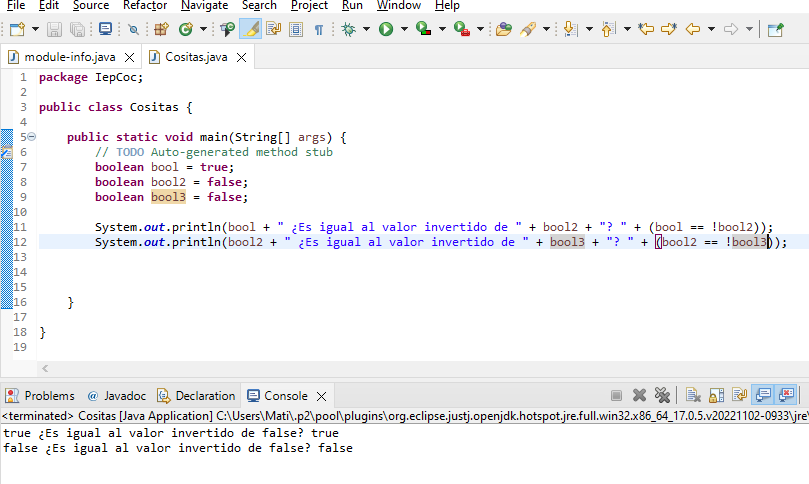 File Edit Source Refactor Navigate Search Project Run Window Help
module-info.java
Cositas.java
1 package IepCoc;
2
3 public class Cositas {
4
5 public static void main(String[] args) {
6 // TODO Auto-generated method stub
7 boolean bool = true;
8 boolean bool2 = false;
9 boolean bool3 = false;
10
11 System.out.println(bool + " ¿Es igual al valor invertido de " + bool2 + "? " + (bool == !bool2));
12 System.out.println(bool2 + " ¿Es igual al valor invertido de " + bool3 + "? " + (bool2 == !bool3));
13
14
15
16 }
17
18 }
19
Problems @ Javadoc Declaration Console
<terminated> Cositas [Java Application] C:\Users\Mati\.p2\pool\plugins\org.eclipse.justj.openjdk.hotspot.jre.full.win32.x86_64_17.0.5.v20221102-0933\jre\
true ¿Es igual al valor invertido de false? true
false ¿Es igual al valor invertido de false? false